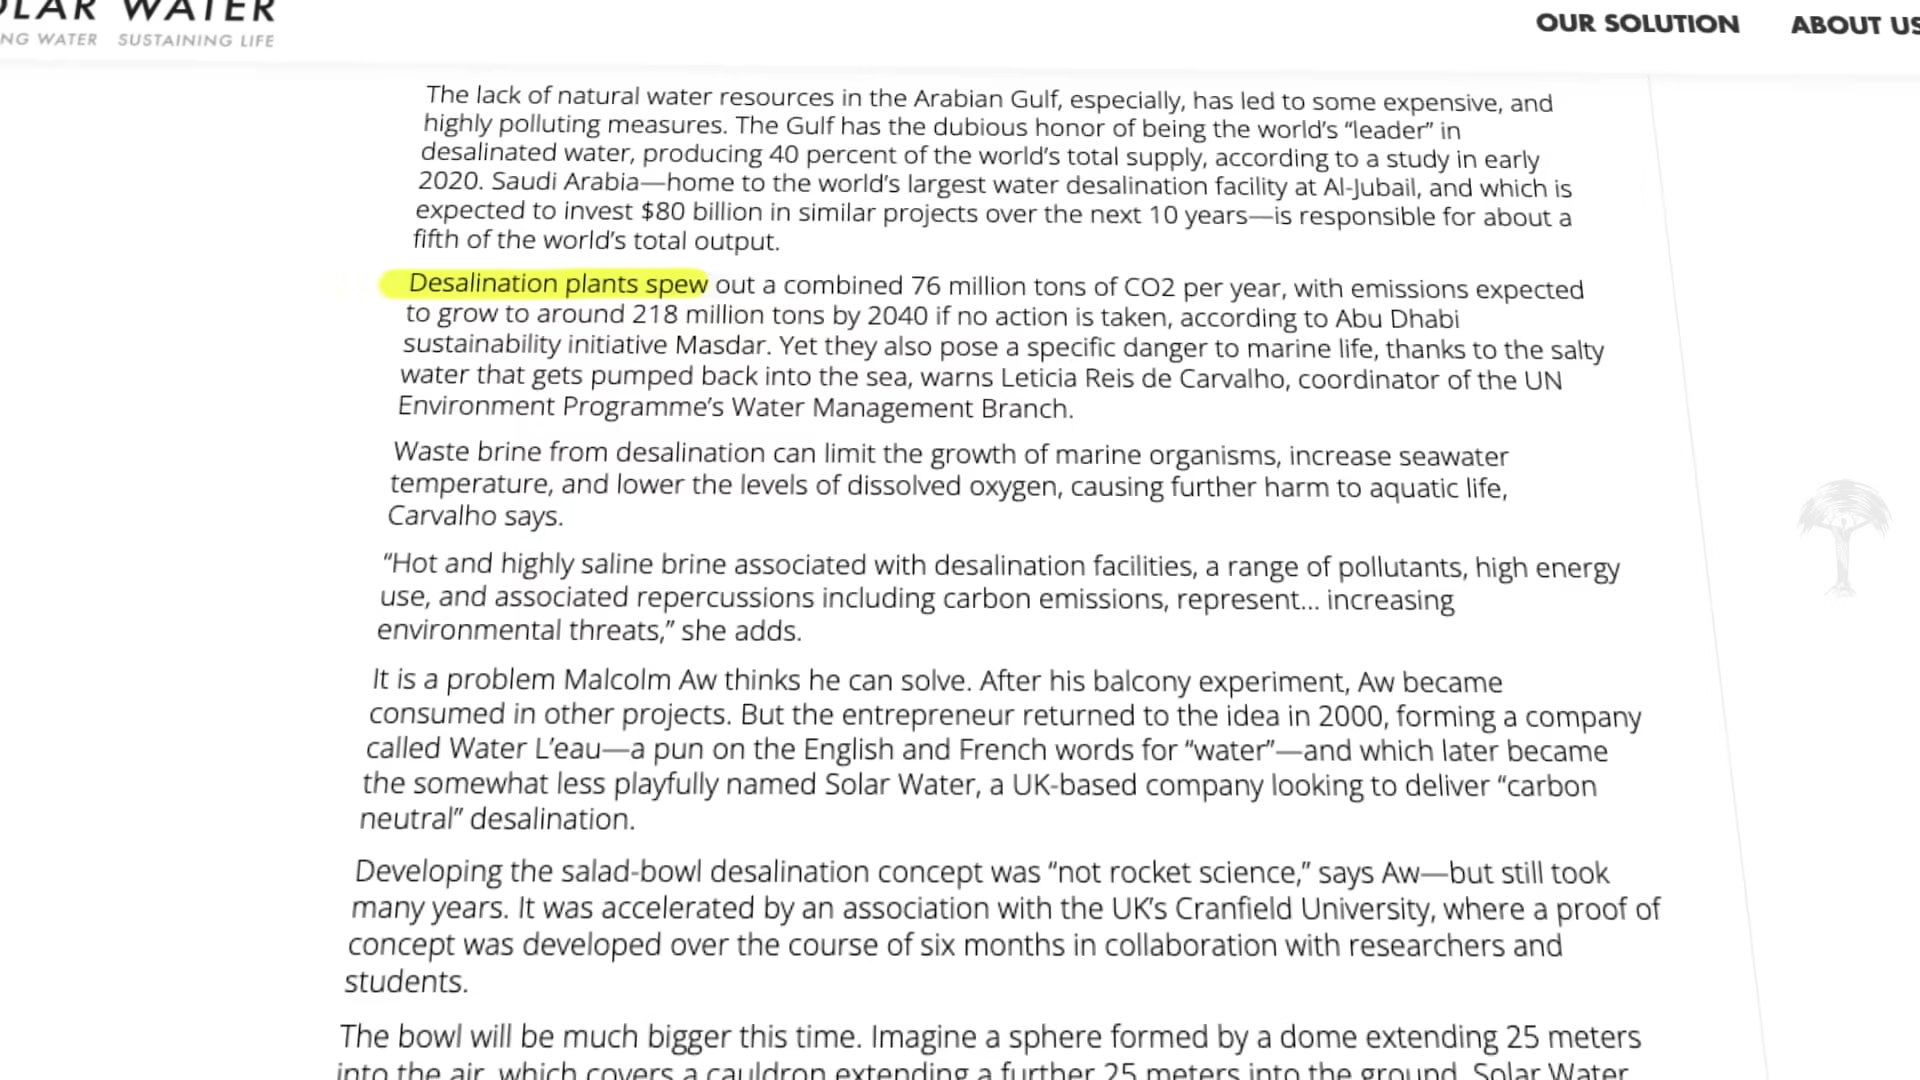 WATER
SUSTAINING LIFE
OUR SOLUTION
ABOUT US
The lack of natural water resources in the Arabian Gulf, especially, has led to some expensive, and
highly polluting measures. The Gulf has the dubious honor of being the world’s “leader” in
desalinated water, producing 40 percent of the world’s total supply, according to a study in early
2020. Saudi Arabia—home to the world’s largest water desalination facility at Al-Jubail, and which is
expected to invest $80 billion in similar projects over the next 10 years—is responsible for about a
fifth of the world’s total output.
Desalination plants spew out a combined 76 million tons of CO2 per year, with emissions expected
to grow to around 218 million tons by 2040 if no action is taken, according to Abu Dhabi
sustainability initiative Masdar. Yet they also pose a specific danger to marine life, thanks to the salty
water that gets pumped back into the sea, warns Leticia Reis de Carvalho, coordinator of the UN
Environment Programme’s Water Management Branch.
Waste brine from desalination can limit the growth of marine organisms, increase seawater
temperature, and lower the levels of dissolved oxygen, causing further harm to aquatic life,
Carvalho says.
“Hot and highly saline brine associated with desalination facilities, a range of pollutants, high energy
use, and associated repercussions including carbon emissions, represent... increasing
environmental threats,” she adds.
It is a problem Malcolm Aw thinks he can solve. After his balcony experiment, Aw became
consumed in other projects. But the entrepreneur returned to the idea in 2000, forming a company
called Water L’eau—a pun on the English and French words for “water”—and which later became
the somewhat less playfully named Solar Water, a UK-based company looking to deliver “carbon
neutral” desalination.
Developing the salad-bowl desalination concept was “not rocket science,” says Aw—but still took
many years. It was accelerated by an association with the UK’s Cranfield University, where a proof of
concept was developed over the course of six months in collaboration with researchers and
students.
The bowl will be much bigger this time. Imagine a sphere formed by a dome extending 25 meters
into the air, which covers a cauldron extending a further 25 meters into the ground. Solar Water